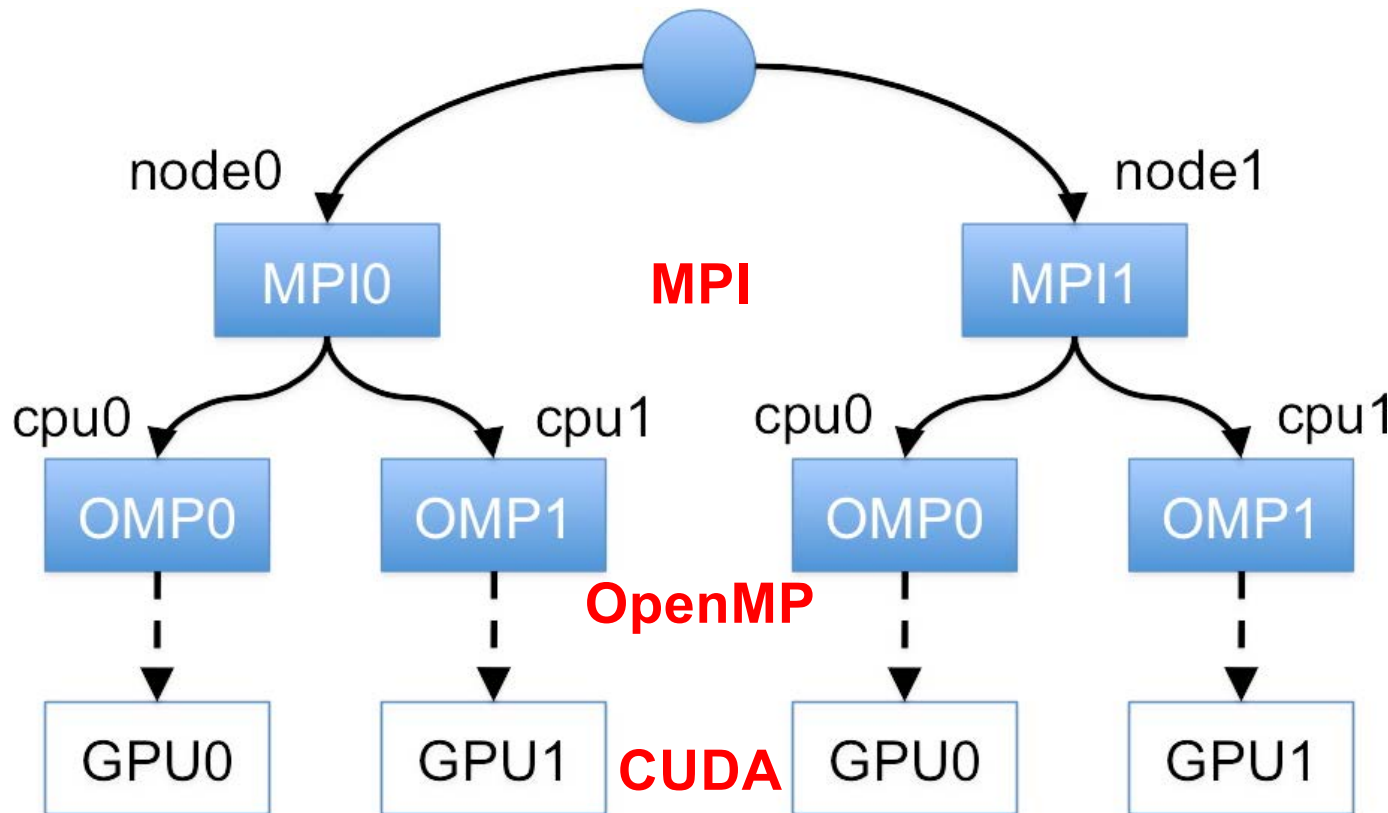 node0
node1
MPI0
MPI
MPI1
cpu0
cpu1
cpu0
cpu1
OMP0
OMP1
OMP0
OMP1
OpenMP
GPU0
GPU1
CUDA
GPU0
GPU1